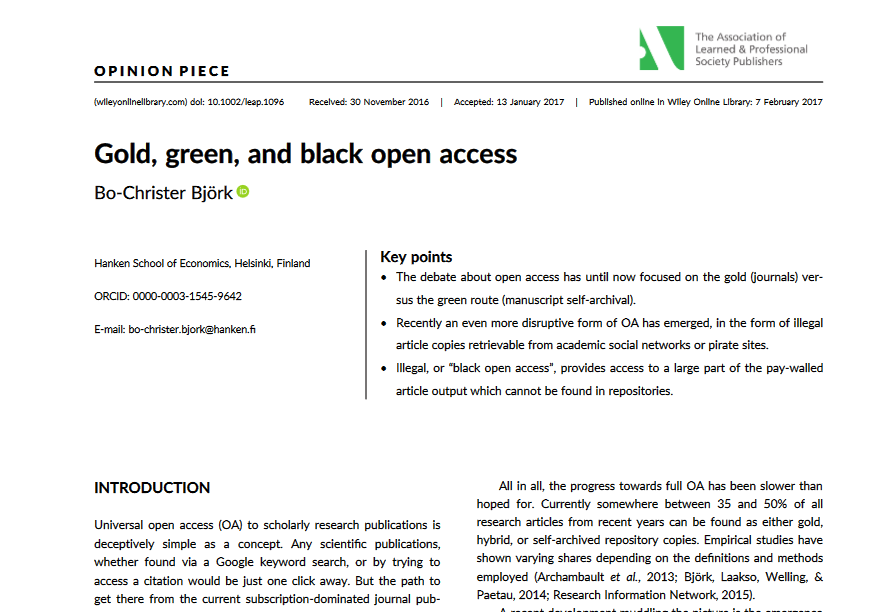 The Association of
Learned & Professional
Society Publishers
OPINION PIECE
(wileyonlinelibrary.com) doi: 10.1002/leap.1096 Received: 30 November 2016 | Accepted: 13 January 2017 | Published online in Wiley Online Library: 7 February 2017
Gold, green, and black open access
Bo-Christer Björk iD
Hanken School of Economics, Helsinki, Finland
ORCID: 0000-0003-1545-9642
E-mail: bo-christer.bjork@hanken.fi
Key points
• The debate about open access has until now focused on the gold (journals) ver-
sus the green route (manuscript self-archival).
• Recently an even more disruptive form of OA has emerged, in the form of illegal
article copies retrievable from academic social networks or pirate sites.
• Illegal, or “black open access”, provides access to a large part of the pay-walled
article output which cannot be found in repositories.
INTRODUCTION
Universal open access (OA) to scholarly research publications is
deceptively simple as a concept. Any scientific publications,
whether found via a Google keyword search, or by trying to
access a citation would be just one click away. But the path to
get there from the current subscription-dominated journal pub-
All in all, the progress towards full OA has been slower than
hoped for. Currently somewhere between 35 and 50% of all
research articles from recent years can be found as either gold,
hybrid, or self-archived repository copies. Empirical studies have
shown varying shares depending on the definitions and methods
employed (Archambault et al., 2013; Björk, Laakso, Welling, &
Paetau, 2014; Research Information Network, 2015).
A recent development muddling the picture is the emergence